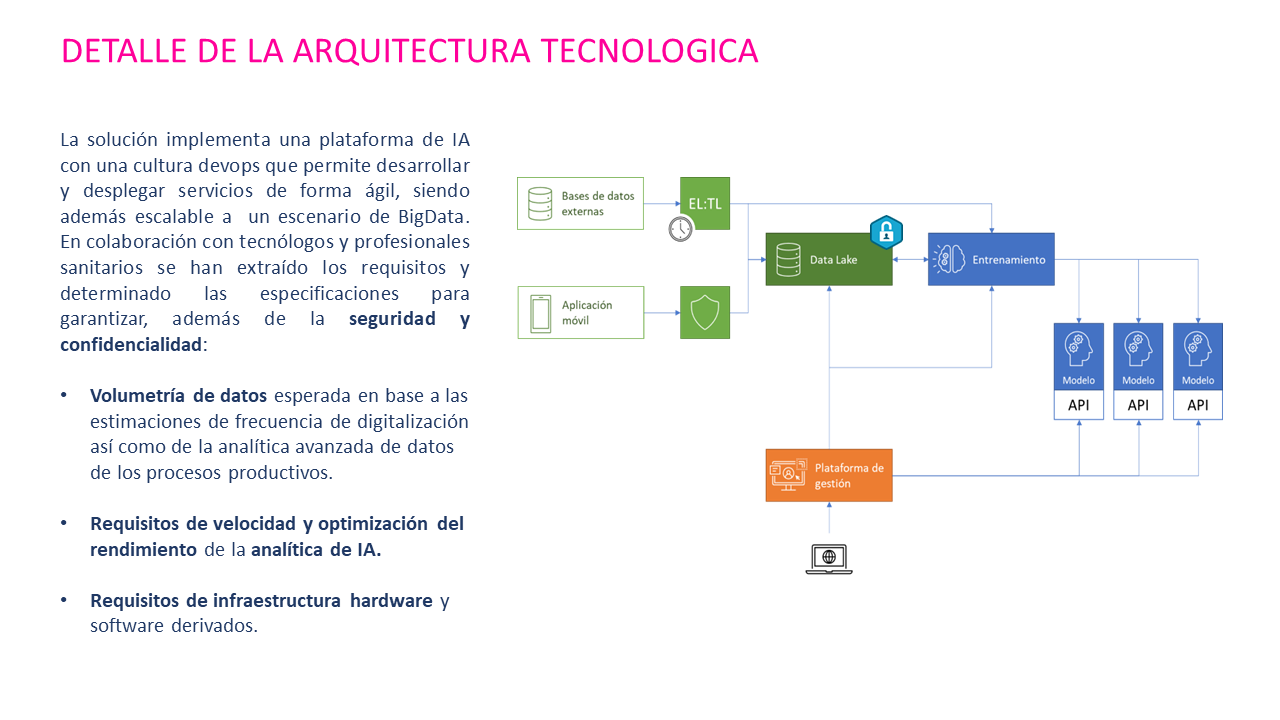 DETALLE DE LA ARQUITECTURA TECNOLOGICA
La solución implementa una plataforma de IA
con una cultura devops que permite desarrollar
y desplegar servicios de forma ágil, siendo
además escalable a un escenario de BigData.
En colaboración con tecnólogos y profesionales
sanitarios se han extraído los requisitos y
determinado las especificaciones para
garantizar, además de la seguridad y
confidencialidad:
• Volumetría de datos esperada en base a las
estimaciones de frecuencia de digitalización
así como de la analítica avanzada de datos
de los procesos productivos.
• Requisitos de velocidad y optimización del
rendimiento de la analítica de IA.
• Requisitos de infraestructura hardware y
software derivados.
Bases de datos
externas
EL:TL
Data Lake
Entrenamiento
Aplicación
móvil
Modelo
API
Modelo
API
Modelo
API
Plataforma de
gestión